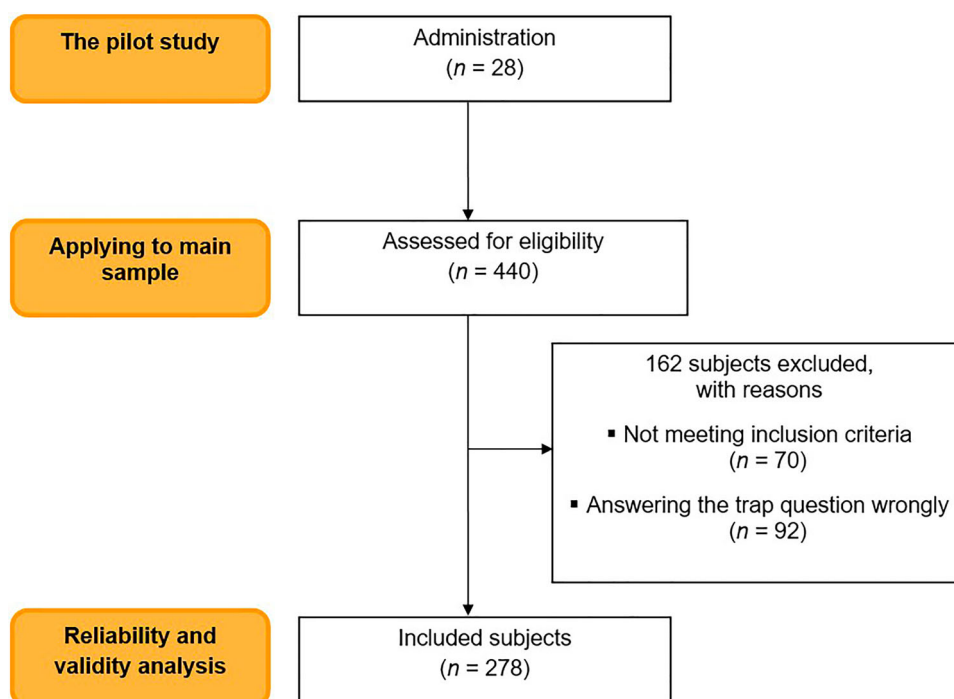 The pilot study
Administration
(n = 28)
Applying to main
sample
Assessed for eligibility
(n = 440)
162 subjects excluded,
with reasons
▪ Not meeting inclusion criteria
(n = 70)
▪ Answering the trap question wrongly
(n = 92)
Reliability and
validity analysis
Included subjects
(n = 278)